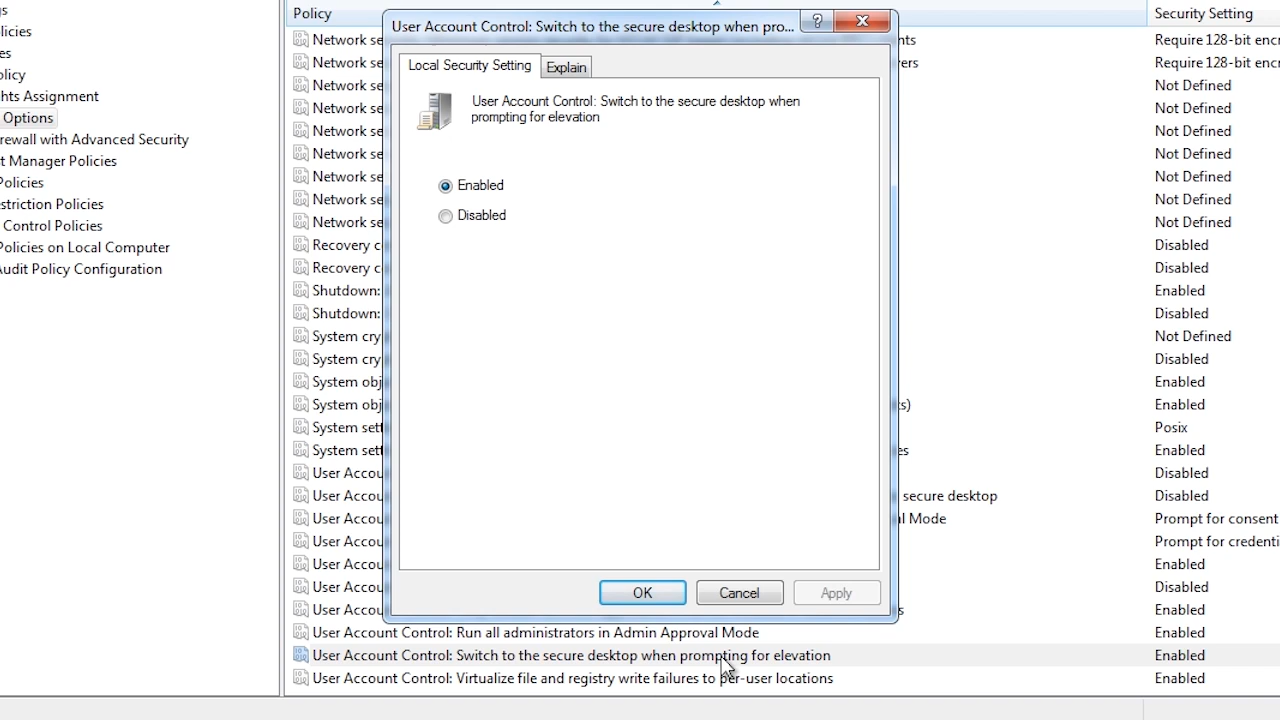 Policy
Security Setting
olicies
es
olicy
hts Assignment
Options
rewall with Advanced Security
t Manager Policies
Policies
estriction Policies
Control Policies
Policies on Local Computer
Audit Policy Configuration
User Account Control: Switch to the secure desktop when pro...
?
Local Security Setting
Explain
User Account Control: Switch to the secure desktop when
prompting for elevation
Enabled
Disabled
OK
Cancel
Apply
Network se nts Require 128-bit encr
Network se vers Require 128-bit encr
Network se Not Defined
Network se Not Defined
Network se Not Defined
Network se Not Defined
Network se Not Defined
Network se Not Defined
Network se Not Defined
Recovery c Disabled
Recovery c Disabled
Shutdown: Enabled
Shutdown: Disabled
System cry Not Defined
System cry Disabled
System obj Enabled
System obj ts) Enabled
System sett Posix
System sett es Enabled
User Accou Disabled
User Accou secure desktop Disabled
User Accou al Mode Prompt for consent
User Accou Prompt for credenti
User Accou Enabled
User Accou Disabled
User Accou s Enabled
User Account Control: Run all administrators in Admin Approval Mode Enabled
User Account Control: Switch to the secure desktop when prompting for elevation Enabled
User Account Control: Virtualize file and registry write failures to per-user locations Enabled